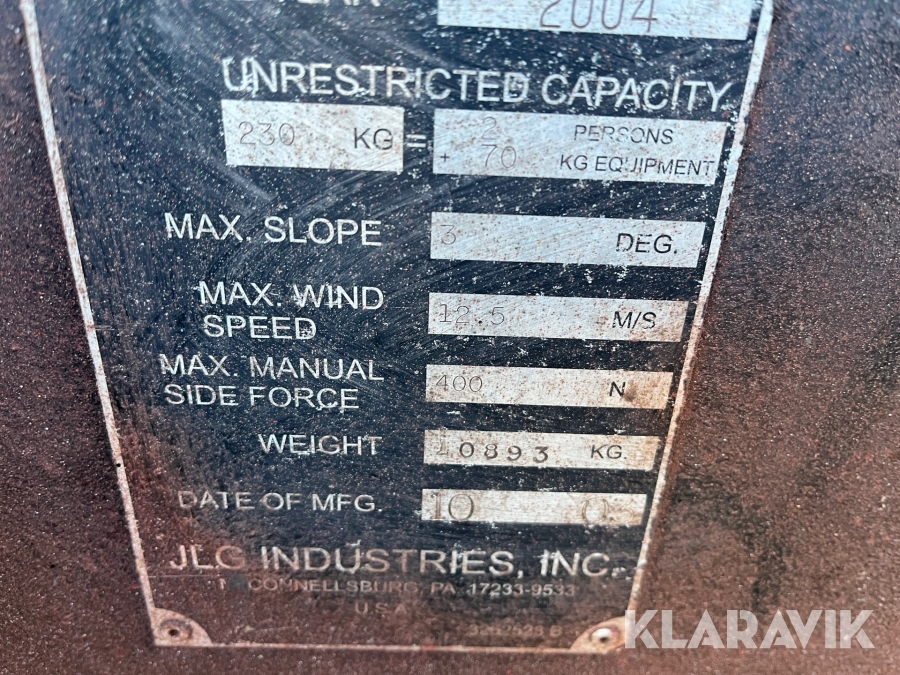 2004
UNRESTRICTED CAPACITY
230 KG = 2 PERSONS
+ 70 KG EQUIPMENT
MAX. SLOPE 3 DEG.
MAX. WIND
SPEED 12.5 M/S
MAX. MANUAL
SIDE FORCE 400 N
WEIGHT 10893 KG.
DATE OF MFG. 10 0
JLG INDUSTRIES, INC.
CONNELLSBURG, PA 17233-9533
U.S.A.
KLARAVIK